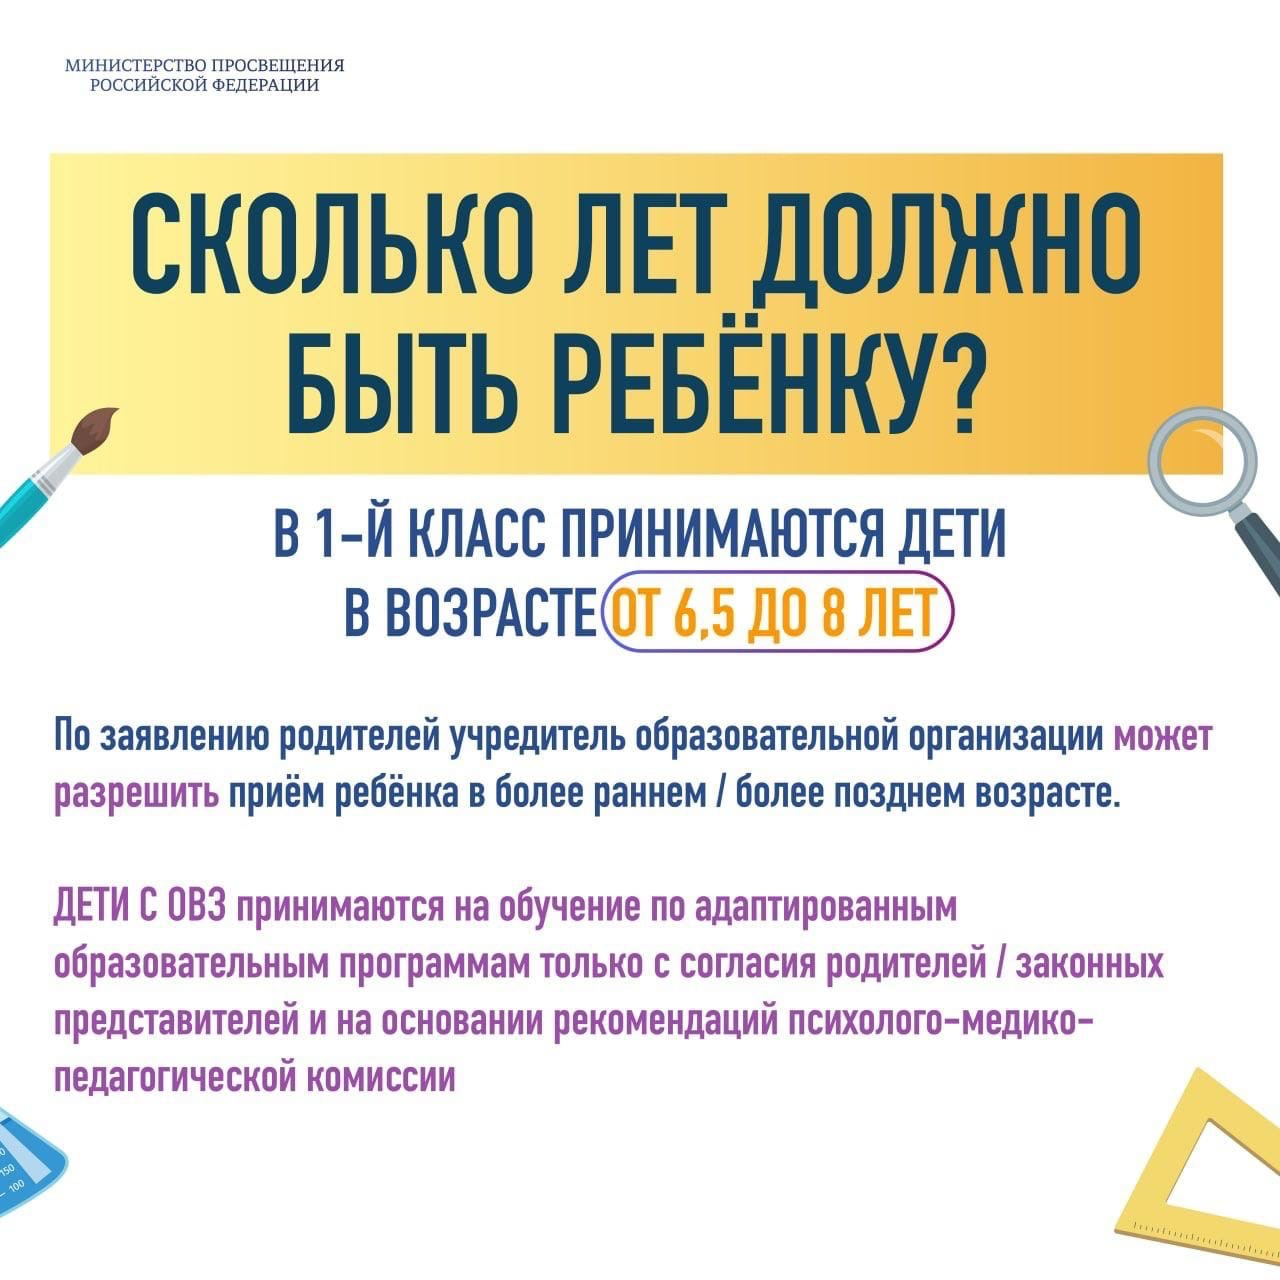 МИНИСТЕРСТВО ПРОСВЕЩЕНИЯ
РОССИЙСКОЙ ФЕДЕРАЦИИ
СКОЛЬКО ЛЕТ ДОЛЖНО
БЫТЬ РЕБЁНКУ?
В 1-Й КЛАСС ПРИНИМАЮТСЯ ДЕТИ
В ВОЗРАСТЕ ОТ 6,5 ДО 8 ЛЕТ
По заявлению родителей учредитель образовательной организации может
разрешить приём ребёнка в более раннем / более позднем возрасте.
ДЕТИ С ОВЗ принимаются на обучение по адаптированным
образовательным программам только с согласия родителей / законных
представителей и на основании рекомендаций психолого-медико-
педагогической комиссии
150
100